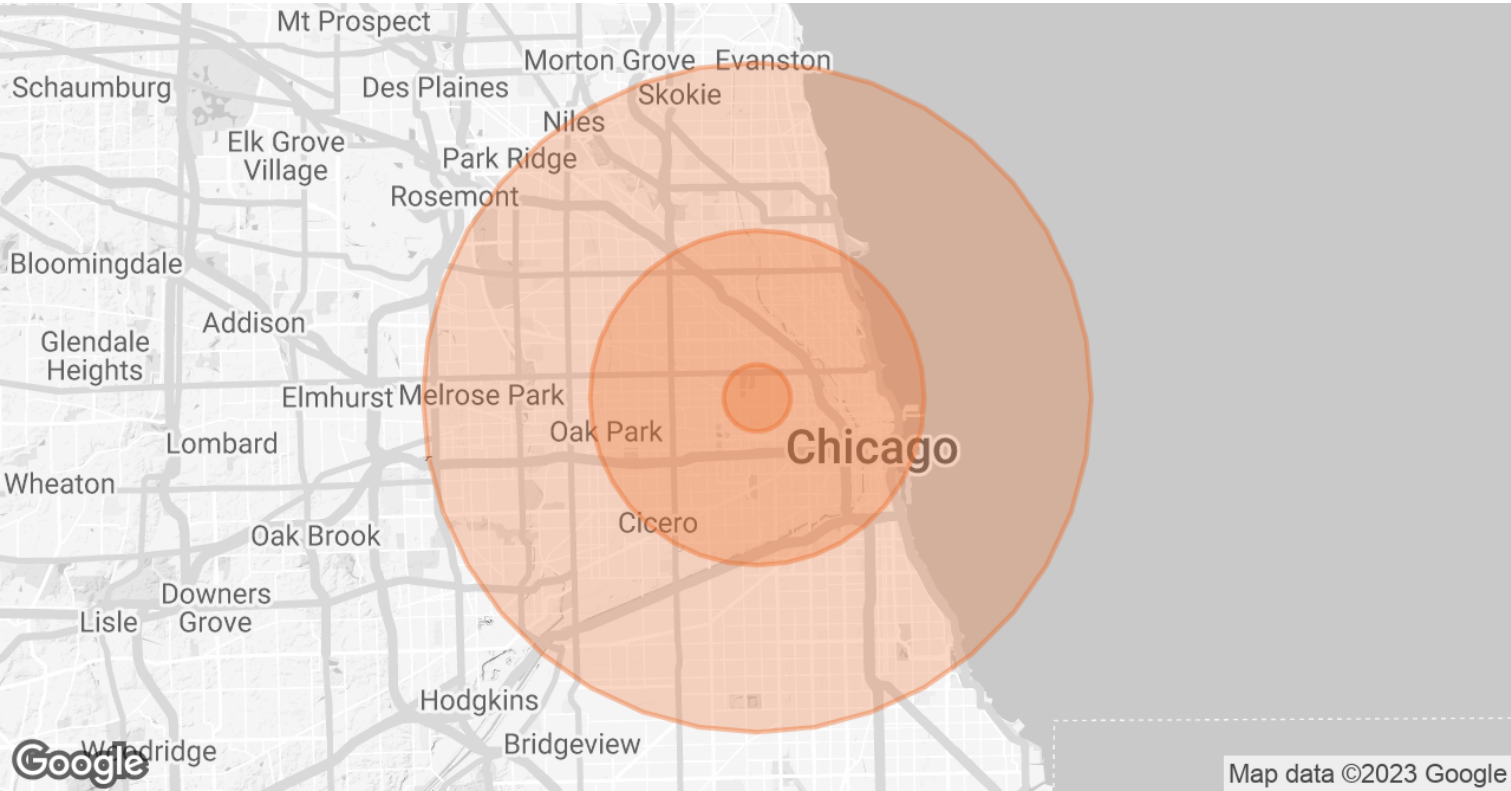 Mt Prospect
Morton Grove
Evanston
Schaumburg
Des Plaines
Skokie
Niles
Elk Grove
Village
Park Ridge
Rosemont
Bloomingdale
Addison
Glendale
Heights
Elmhurst
Melrose Park
Oak Park
Lombard
Chicago
Wheaton
Cicero
Oak Brook
Downers
Grove
Lisle
Hodgkins
Bridgeview
Woodridge
Google
Map data ©2023 Google